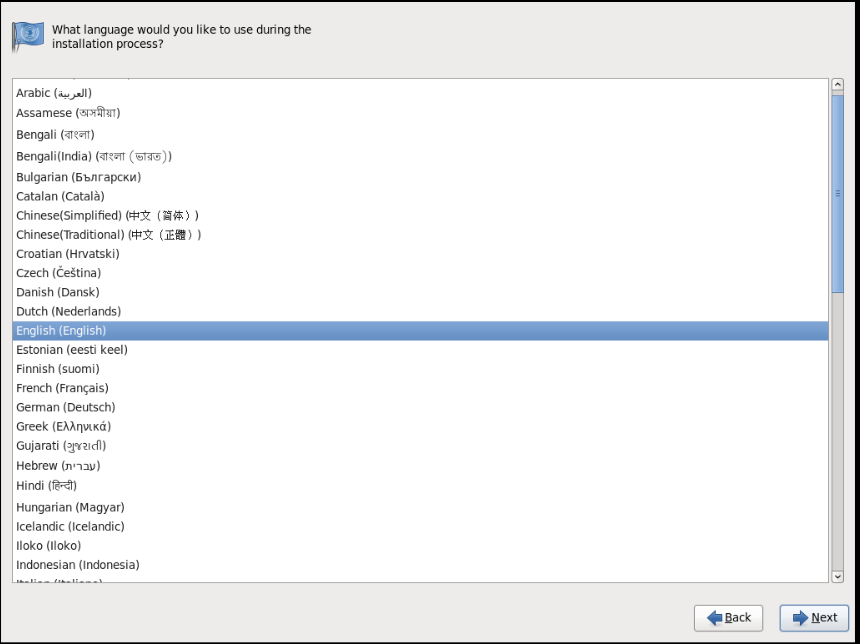 What language would you like to use during the
installation process?
Arabic (العربية)
Assamese (অসমীয়া)
Bengali (বাংলা)
Bengali(India) (বাংলা (ভারত))
Bulgarian (Български)
Catalan (Català)
Chinese(Simplified) (中文（简体）)
Chinese(Traditional) (中文（正體）)
Croatian (Hrvatski)
Czech (Čeština)
Danish (Dansk)
Dutch (Nederlands)
English (English)
Estonian (eesti keel)
Finnish (suomi)
French (Français)
German (Deutsch)
Greek (Ελληνικά)
Gujarati (ગુજરાતી)
Hebrew (עברית)
Hindi (हिन्दी)
Hungarian (Magyar)
Icelandic (Icelandic)
Iloko (Iloko)
Indonesian (Indonesia)
Italian (Italiano)
Back
Next